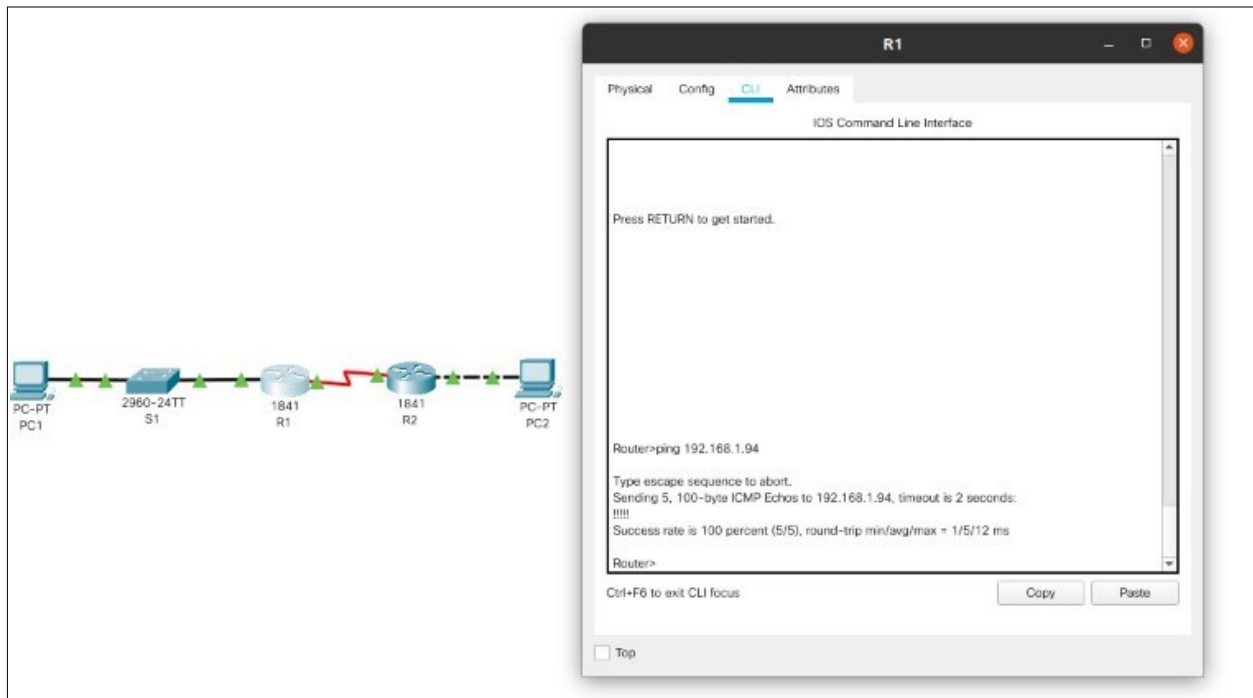 PC-PT
PC1
2960-24TT
S1
1841
R1
1841
R2
PC-PT
PC2
R1
Physical Config CLI Attributes
IOS Command Line Interface
Press RETURN to get started.
Router>ping 192.168.1.94
Type escape sequence to abort.
Sending 5, 100-byte ICMP Echos to 192.168.1.94, timeout is 2 seconds:
!!!!!
Success rate is 100 percent (5/5), round-trip min/avg/max = 1/5/12 ms
Router>
Ctrl+F6 to exit CLI focus
Copy Paste
Top